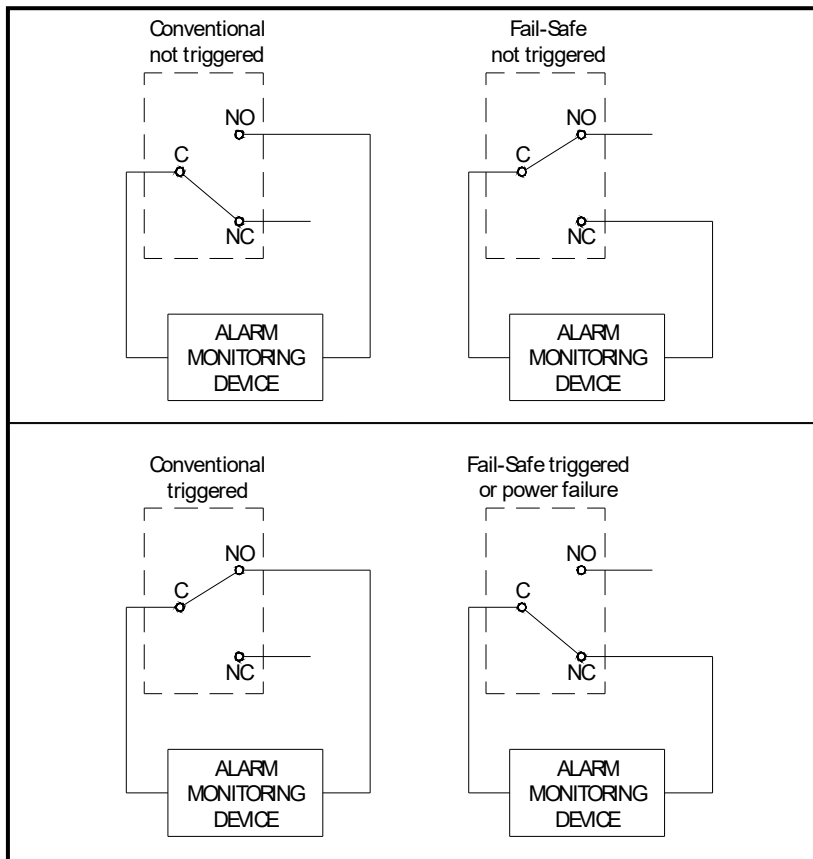 Conventional
not triggered
NO
C
NC
ALARM
MONITORING
DEVICE
Fail-Safe
not triggered
NO
C
NC
ALARM
MONITORING
DEVICE
Conventional
triggered
NO
C
NC
ALARM
MONITORING
DEVICE
Fail-Safe triggered
or power failure
NO
C
NC
ALARM
MONITORING
DEVICE